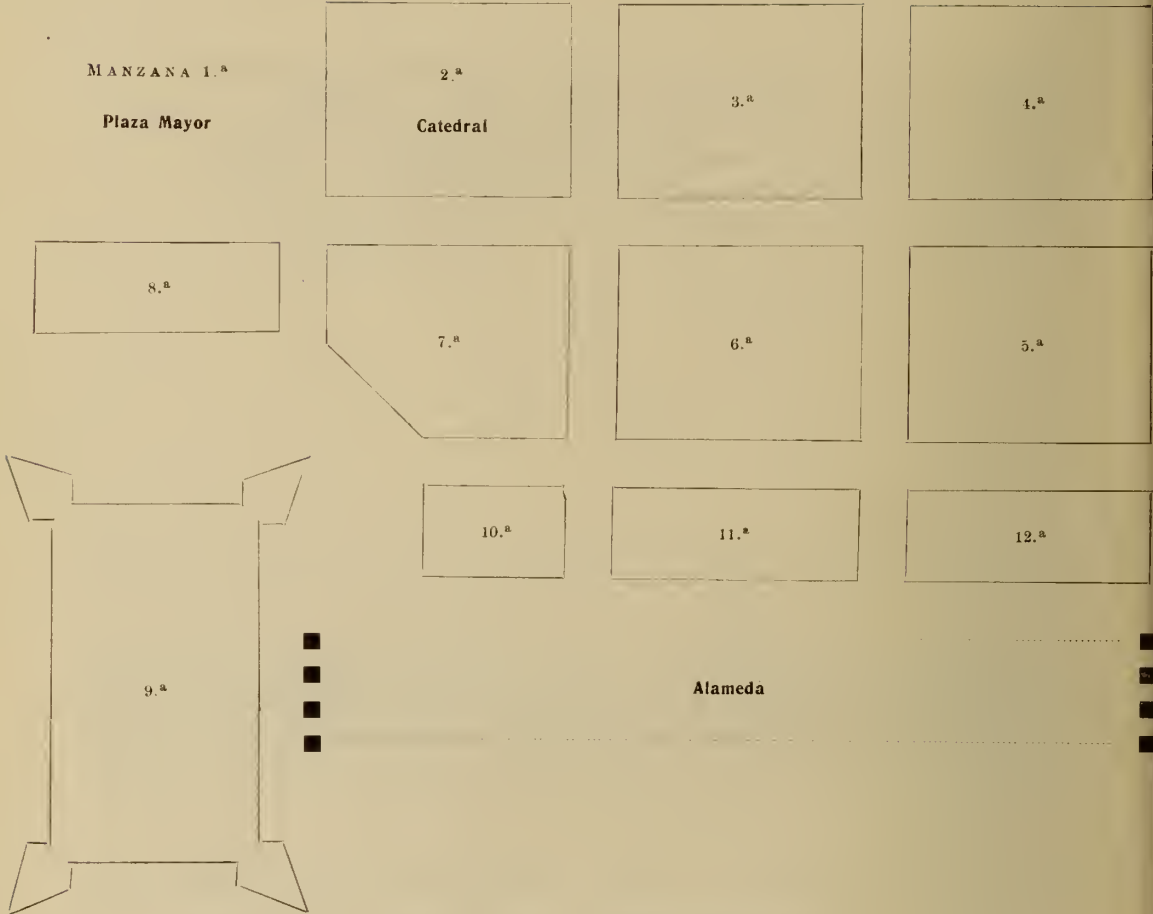 MANZANA 1.ª
Plaza Mayor
2.ª
Catedral
3.ª
4.ª
8.ª
7.ª
6.ª
5.ª
10.ª
11.ª
12.ª
9.ª
Alameda